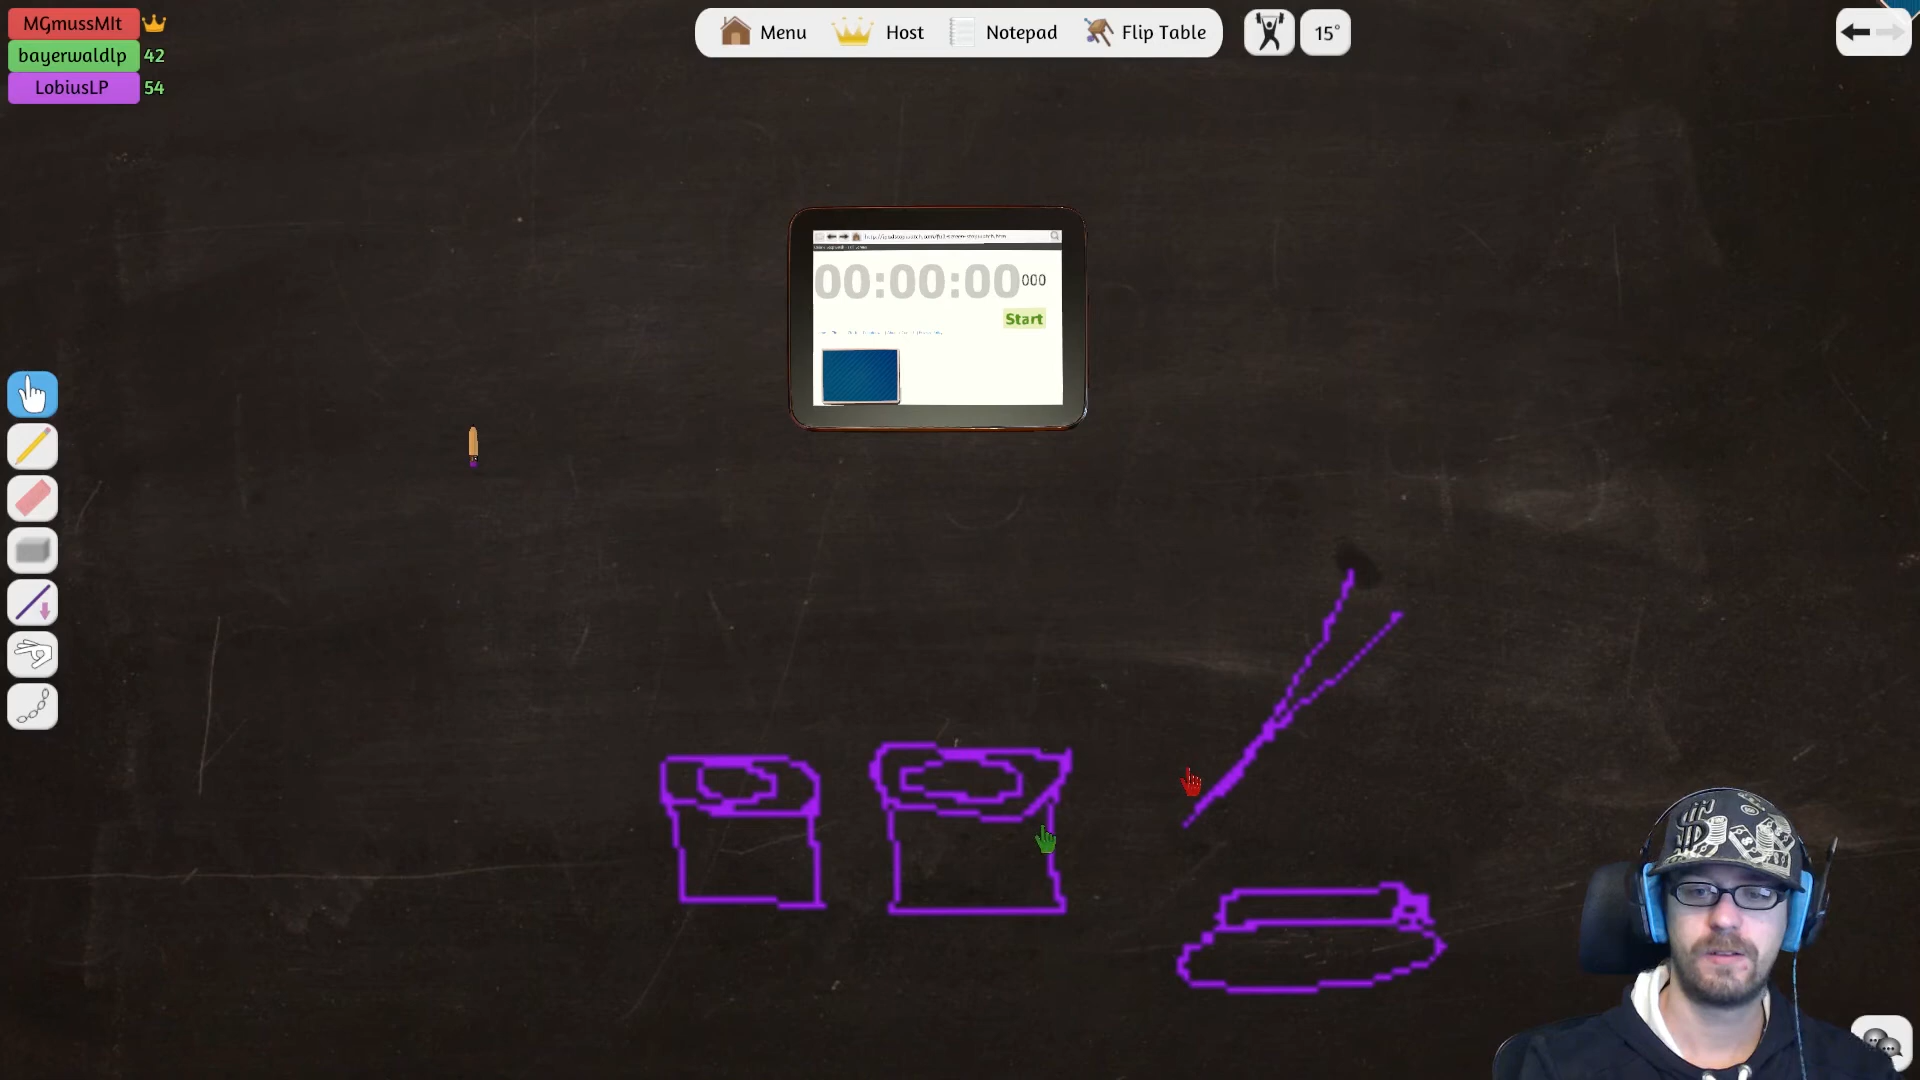 MGmussMIt
bayerwaldlp 42
LobiusLP 54
Menu Host Notepad Flip Table 15°
00:00:00 000
Start